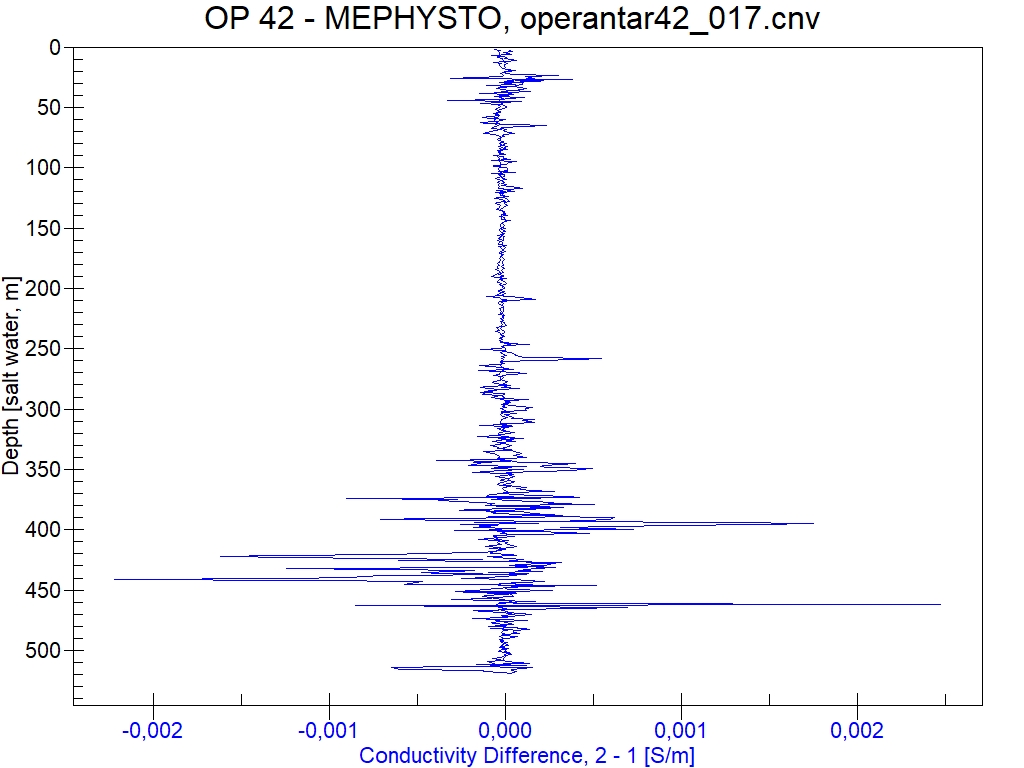 OP 42 - MEPHYSTO, operantar42_017.cnv
0
50
100
150
200
250
300
350
400
450
500
Depth [salt water, m]
-0,002 -0,001 0,000 0,001 0,002
Conductivity Difference, 2 - 1 [S/m]